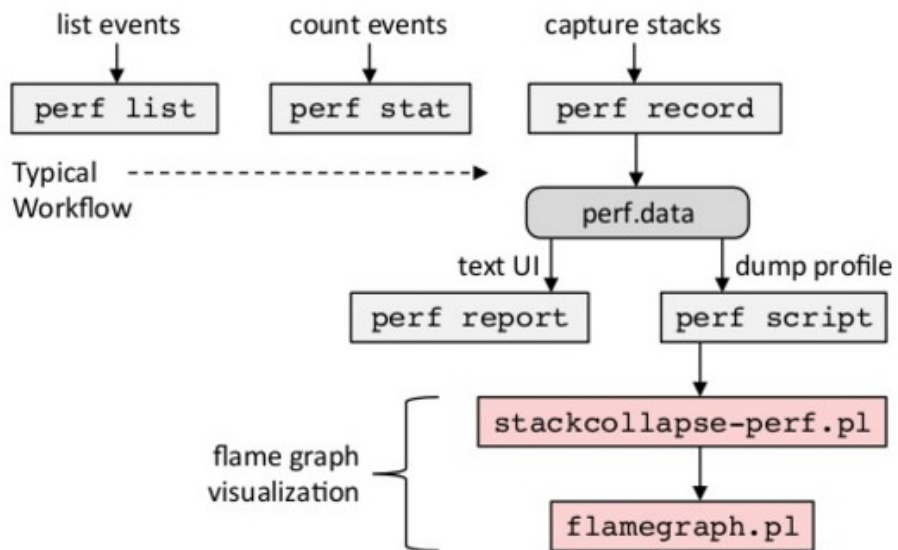 list events
count events
capture stacks
perf list
perf stat
perf record
Typical
Workflow
perf.data
text UI
dump profile
perf report
perf script
stackcollapse-perf.pl
flame graph
visualization
flamegraph.pl